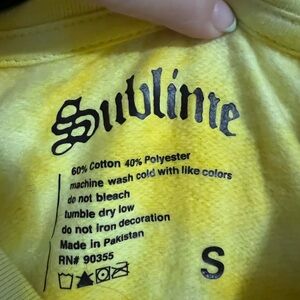 Sublime
60% Cotton 40% Polyester
machine wash cold with like colors
do not bleach
tumble dry low
do not iron decoration
Made in Pakistan
RN# 90355
S